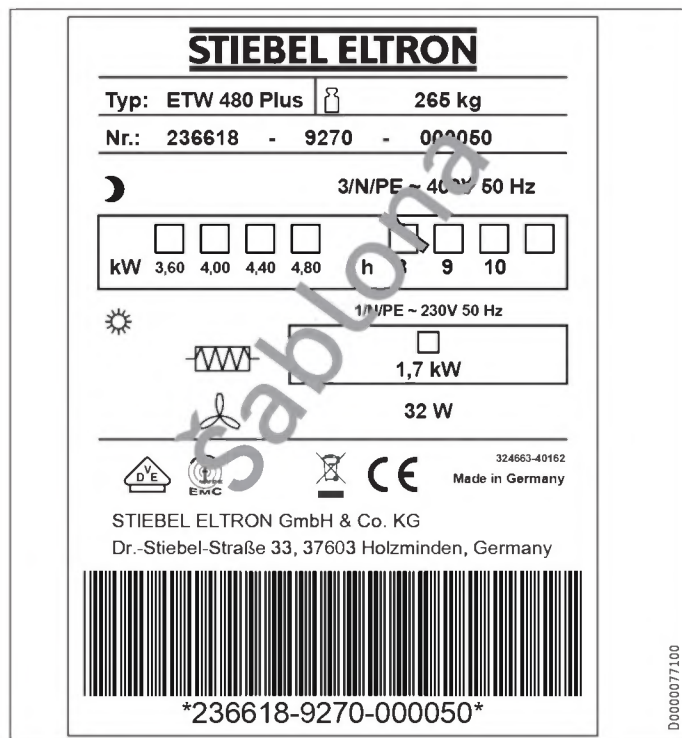 STIEBEL ELTRON
Typ: ETW 480 Plus 265 kg
Nr.: 236618 - 9270 - 000050
3/N/PE ~ 400V 50 Hz
kW 3,60 4,00 4,40 4,80 h 8 9 10
1/N/PE ~ 230V 50 Hz
1,7 kW
32 W
šablona
DVE
EMC
CE
324663-40162
Made in Germany
STIEBEL ELTRON GmbH & Co. KG
Dr.-Stiebel-Straße 33, 37603 Holzminden, Germany
*236618-9270-000050*
D0000077100